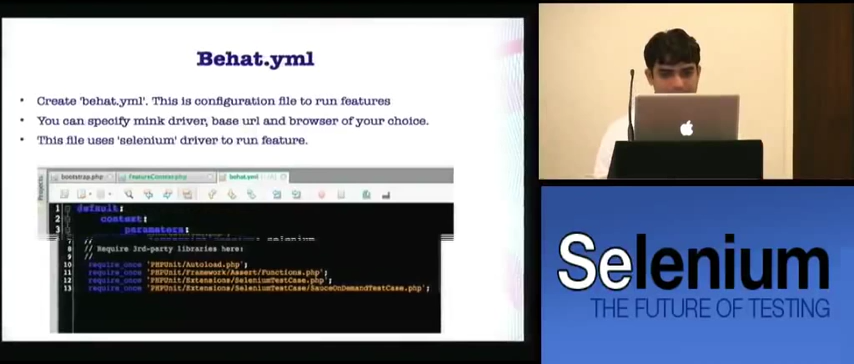 Behat.yml
• Create 'behat.yml'. This is configuration file to run features
• You can specify mink driver, base url and browser of your choice.
• This file uses 'selenium' driver to run feature.
Projects
bootstrap.php
FeatureContext.php
behat.yml
1 default:
2 context:
3 parameters:
7 //
selenium
8 // Require 3rd-party libraries here:
9 //
10 require_once 'PHPUnit/Autoload.php';
11 require_once 'PHPUnit/Framework/Assert/Functions.php';
12 require_once 'PHPUnit/Extensions/SeleniumTestCase.php';
13 require_once 'PHPUnit/Extensions/SeleniumTestCase/SauceOnDemandTestCase.php';
Selenium
THE FUTURE OF TESTING